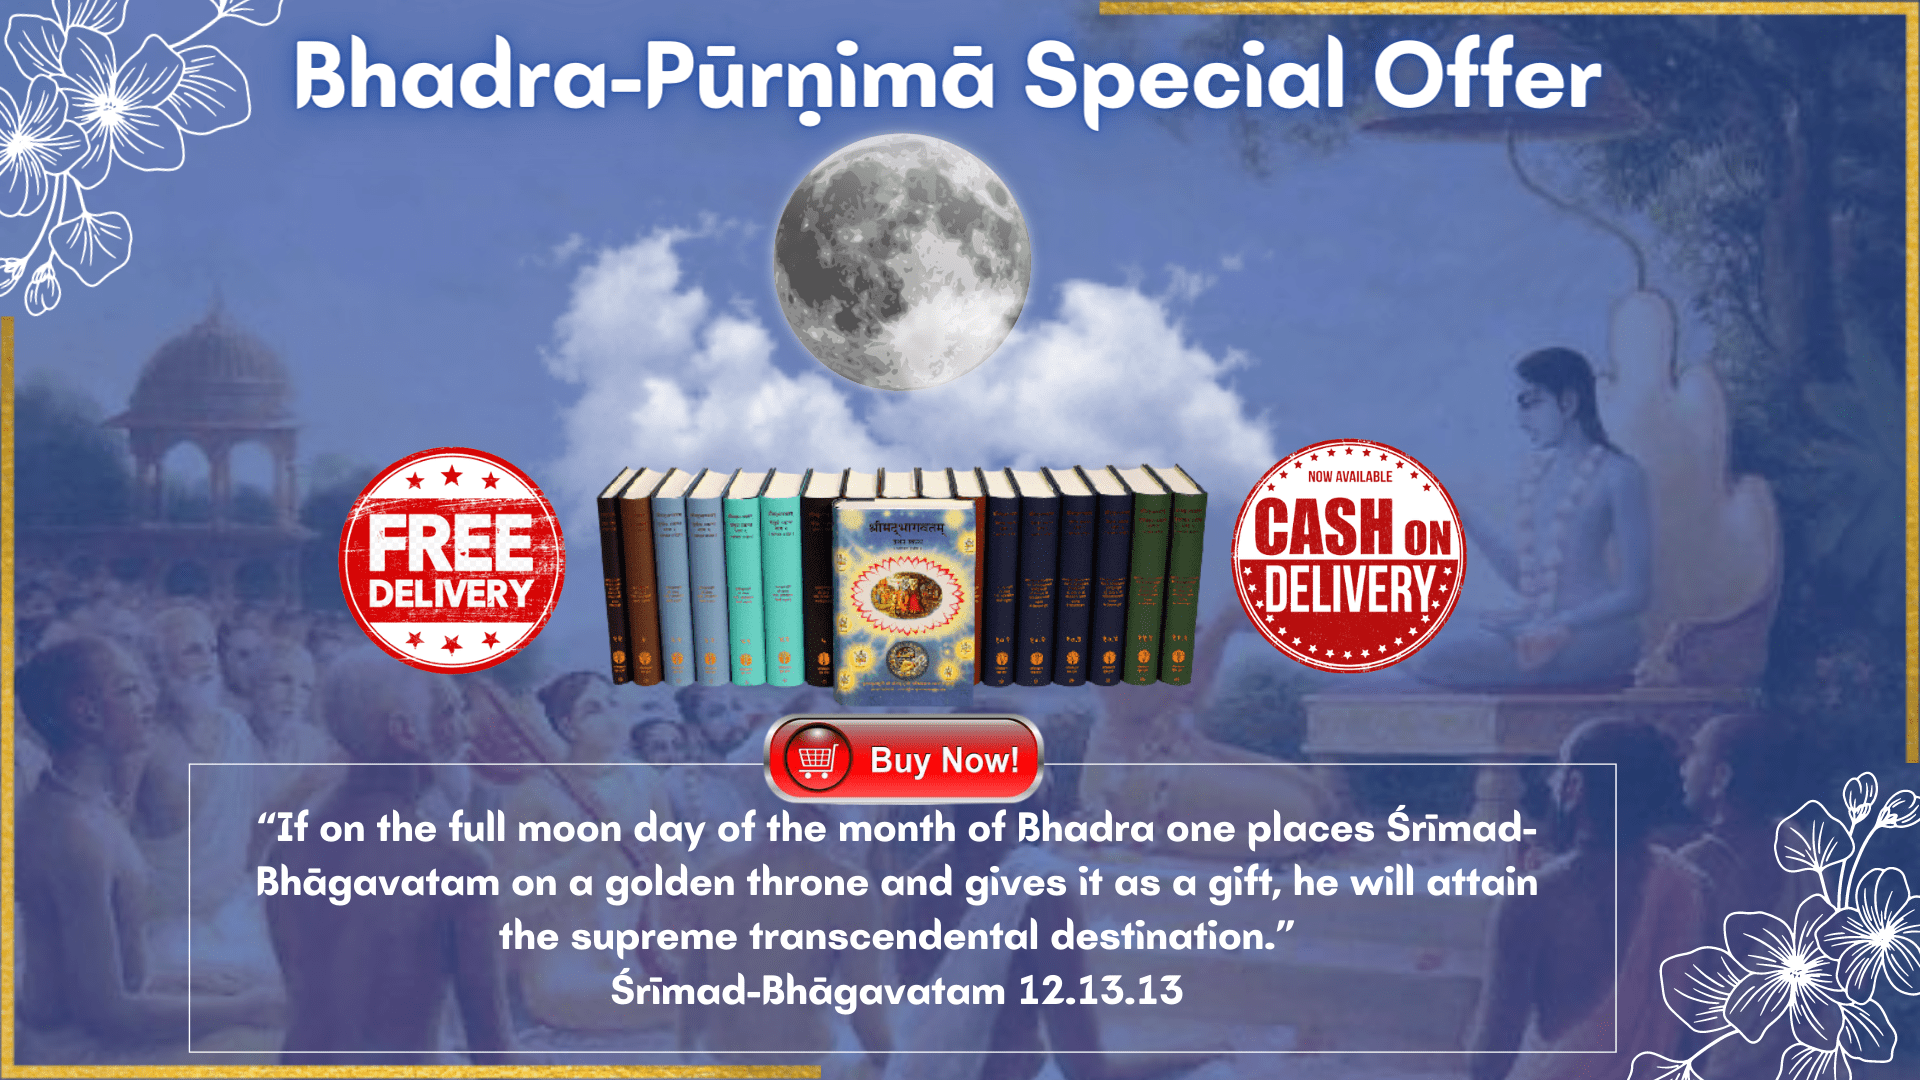 Bhadra-Pūrṇimā Special Offer
FREE
DELIVERY
NOW AVAILABLE
CASH ON
DELIVERY
श्रीमद्भागवतम्
Buy Now!
“If on the full moon day of the month of Bhadra one places Śrīmad-
Bhāgavatam on a golden throne and gives it as a gift, he will attain
the supreme transcendental destination.”
Śrīmad-Bhāgavatam 12.13.13